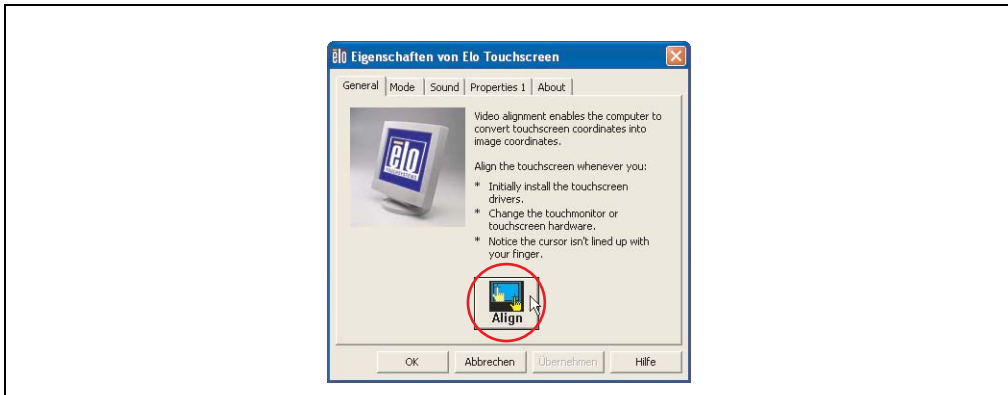 elo Eigenschaften von Elo Touchscreen
General Mode Sound Properties 1 About
elo
TOUCHSYSTEMS
Video alignment enables the computer to
convert touchscreen coordinates into
image coordinates.
Align the touchscreen whenever you:
* Initially install the touchscreen
drivers.
* Change the touchmonitor or
touchscreen hardware.
* Notice the cursor isn't lined up with
your finger.
Align
OK Abbrechen Übernehmen Hilfe